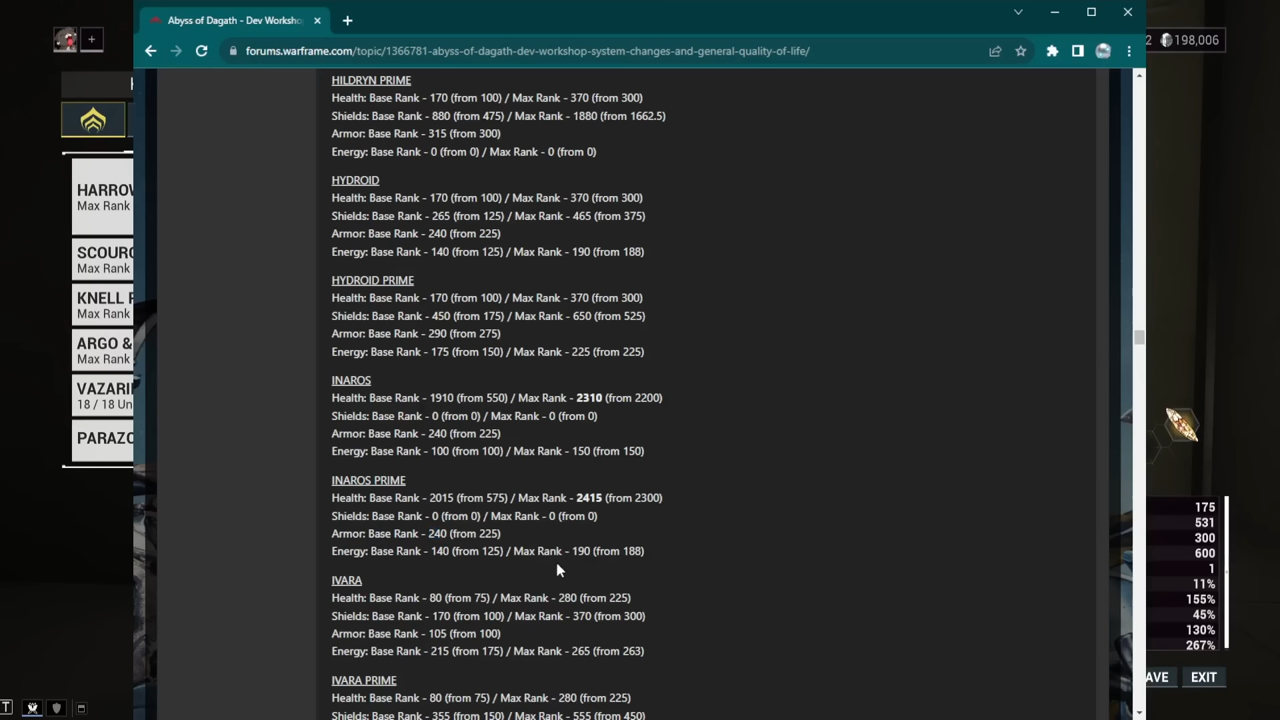 Abyss of Dagath - Dev Worksho
forums.warframe.com/topic/1366781-abyss-of-dagath-dev-workshop-system-changes-and-general-quality-of-life/
2 198,006
HILDRYN PRIME
Health: Base Rank - 170 (from 100) / Max Rank - 370 (from 300)
Shields: Base Rank - 880 (from 475) / Max Rank - 1880 (from 1662.5)
Armor: Base Rank - 315 (from 300)
Energy: Base Rank - 0 (from 0) / Max Rank - 0 (from 0)
HYDROID
Health: Base Rank - 170 (from 100) / Max Rank - 370 (from 300)
Shields: Base Rank - 265 (from 125) / Max Rank - 465 (from 375)
Armor: Base Rank - 240 (from 225)
Energy: Base Rank - 140 (from 125) / Max Rank - 190 (from 188)
HYDROID PRIME
Health: Base Rank - 170 (from 100) / Max Rank - 370 (from 300)
Shields: Base Rank - 450 (from 175) / Max Rank - 650 (from 525)
Armor: Base Rank - 290 (from 275)
Energy: Base Rank - 175 (from 150) / Max Rank - 225 (from 225)
INAROS
Health: Base Rank - 1910 (from 550) / Max Rank - 2310 (from 2200)
Shields: Base Rank - 0 (from 0) / Max Rank - 0 (from 0)
Armor: Base Rank - 240 (from 225)
Energy: Base Rank - 100 (from 100) / Max Rank - 150 (from 150)
INAROS PRIME
Health: Base Rank - 2015 (from 575) / Max Rank - 2415 (from 2300)
Shields: Base Rank - 0 (from 0) / Max Rank - 0 (from 0)
Armor: Base Rank - 240 (from 225)
Energy: Base Rank - 140 (from 125) / Max Rank - 190 (from 188)
IVARA
Health: Base Rank - 80 (from 75) / Max Rank - 280 (from 225)
Shields: Base Rank - 170 (from 100) / Max Rank - 370 (from 300)
Armor: Base Rank - 105 (from 100)
Energy: Base Rank - 215 (from 175) / Max Rank - 265 (from 263)
IVARA PRIME
Health: Base Rank - 80 (from 75) / Max Rank - 280 (from 225)
Shields: Base Rank - 355 (from 150) / Max Rank - 555 (from 450)
HARROW
Max Rank
SCOURG
Max Rank
KNELL P
Max Rank
ARGO &
Max Rank
VAZARI
18 / 18 Un
PARAZO
175
531
300
600
1
11%
155%
45%
130%
267%
AVE EXIT
T